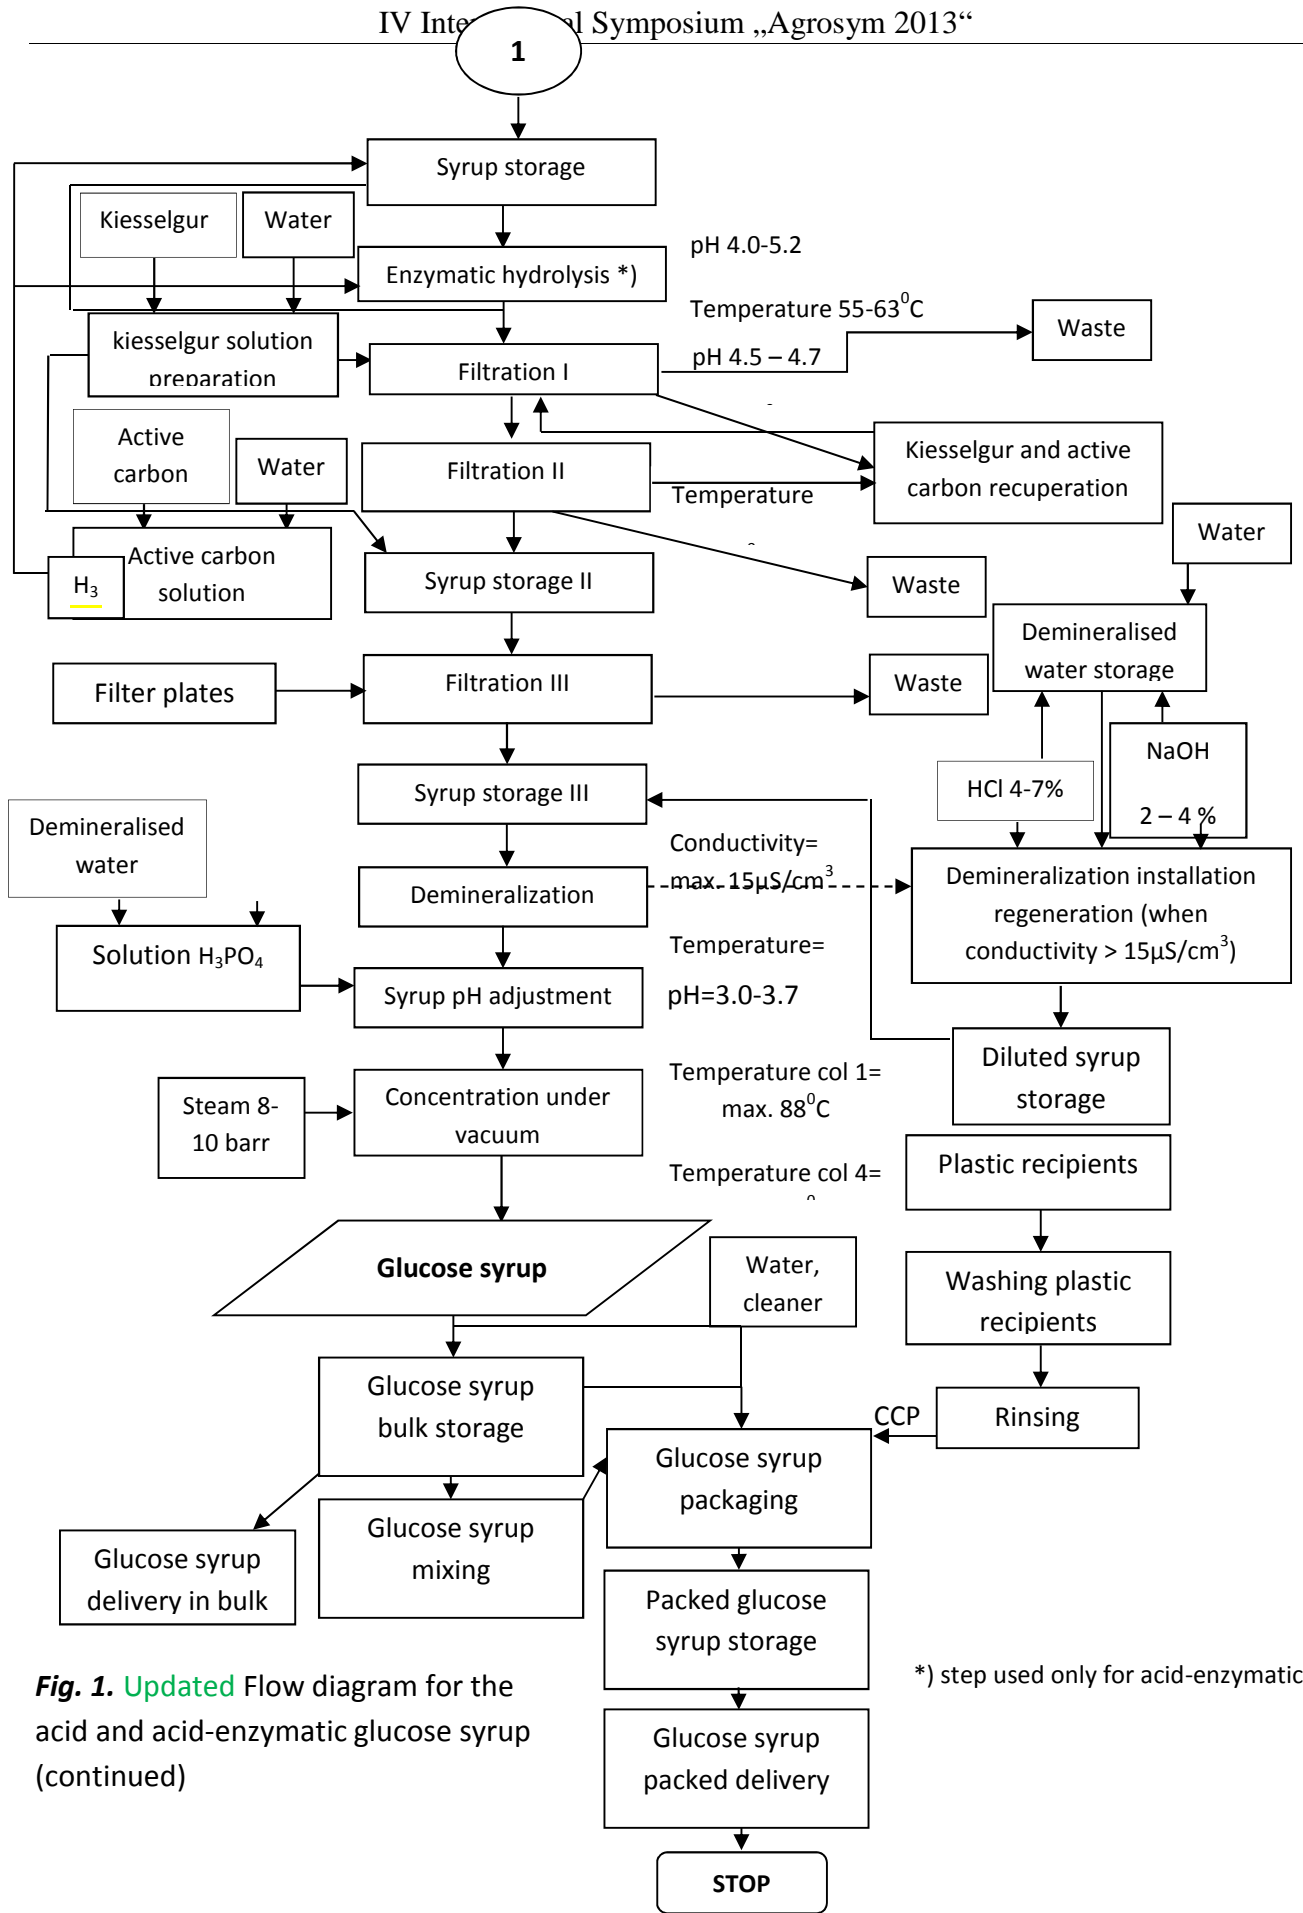 IV Inte l Symposium „Agrosym 2013“
1
Syrup storage
Kiesselgur
Water
pH 4.0-5.2
Enzymatic hydrolysis *)
Temperature 55-63⁰C
Waste
kiesselgur solution
preparation
Filtration I
pH 4.5 – 4.7
Active
carbon
Water
Filtration II
Temperature
Kiesselgur and active
carbon recuperation
Water
H₃
Active carbon
solution
Syrup storage II
Waste
Demineralised
water storage
Filter plates
Filtration III
Waste
NaOH
2 – 4 %
HCl 4-7%
Syrup storage III
Demineralised
water
Conductivity=
max. 15µS/cm³
Demineralization
Demineralization installation
regeneration (when
conductivity > 15µS/cm³)
Solution H₃PO₄
Temperature=
Syrup pH adjustment
pH=3.0-3.7
Diluted syrup
storage
Steam 8-
10 barr
Concentration under
vacuum
Temperature col 1=
max. 88⁰C
Temperature col 4=
Plastic recipients
Glucose syrup
Water,
cleaner
Washing plastic
recipients
Glucose syrup
bulk storage
CCP
Rinsing
Glucose syrup
packaging
Glucose syrup
mixing
Glucose syrup
delivery in bulk
Packed glucose
syrup storage
*) step used only for acid-enzymatic
Fig. 1. Updated Flow diagram for the
acid and acid-enzymatic glucose syrup
(continued)
Glucose syrup
packed delivery
STOP